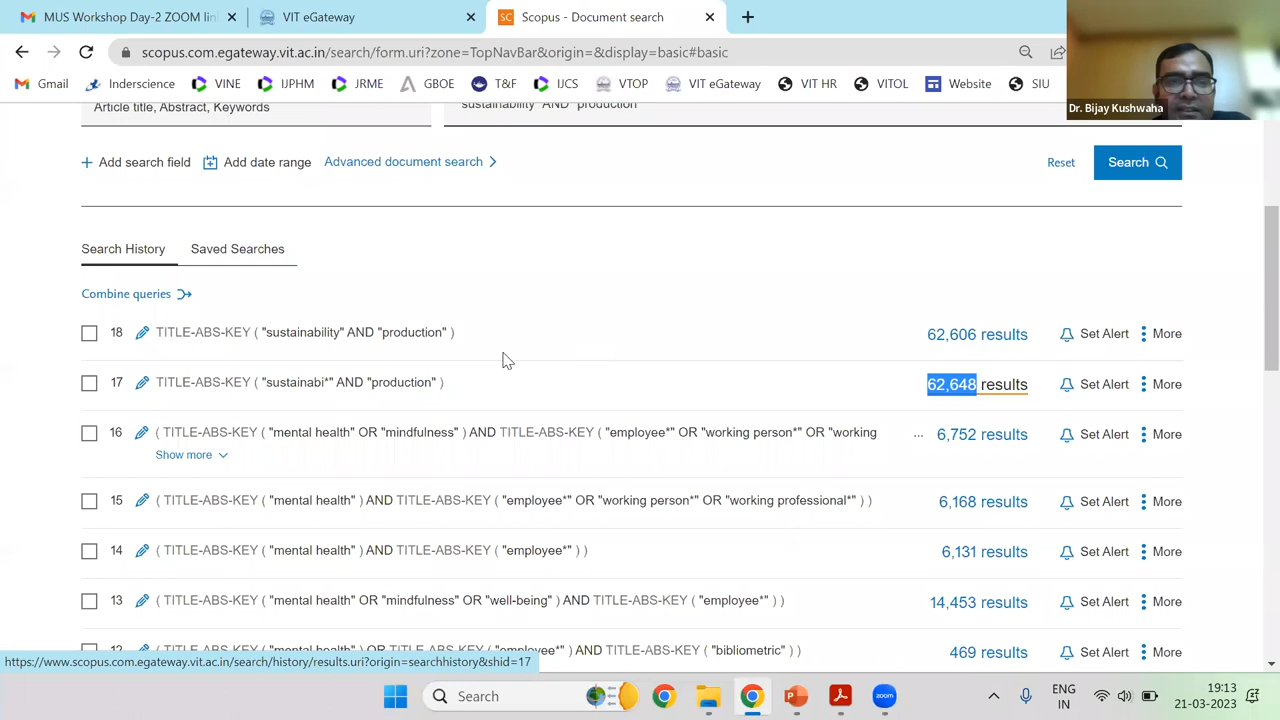 MUS Workshop Day-2 ZOOM lin
VIT eGateway
SC Scopus - Document search
scopus.com.egateway.vit.ac.in/search/form.uri?zone=TopNavBar&origin=&display=basic#basic
Gmail Inderscience VINE IJPHM JRME GBOE T&F IJCS VTOP VIT eGateway VIT HR VITOL Website SIU
Dr. Bijay Kushwaha
Article title, Abstract, Keywords
"sustainability" AND "production"
Add search field Add date range Advanced document search
Reset Search
Search History Saved Searches
Combine queries
18 TITLE-ABS-KEY ( "sustainability" AND "production" ) 62,606 results Set Alert More
17 TITLE-ABS-KEY ( "sustainabi*" AND "production" ) 62,648 results Set Alert More
16 ( TITLE-ABS-KEY ( "mental health" OR "mindfulness" ) AND TITLE-ABS-KEY ( "employee*" OR "working person*" OR "working ... 6,752 results Set Alert More
Show more
15 ( TITLE-ABS-KEY ( "mental health" ) AND TITLE-ABS-KEY ( "employee*" OR "working person*" OR "working professional*" ) ) 6,168 results Set Alert More
14 ( TITLE-ABS-KEY ( "mental health" ) AND TITLE-ABS-KEY ( "employee*" ) ) 6,131 results Set Alert More
13 ( TITLE-ABS-KEY ( "mental health" OR "mindfulness" OR "well-being" ) AND TITLE-ABS-KEY ( "employee*" ) ) 14,453 results Set Alert More
12 ( TITLE-ABS-KEY ( "mental health" OR "employee*" ) AND TITLE-ABS-KEY ( "bibliometric" ) ) 469 results Set Alert More
https://www.scopus.com.egateway.vit.ac.in/search/history/results.uri?origin=searchhistory&shid=17
Search
zoom
ENG
IN
19:13
21-03-2023